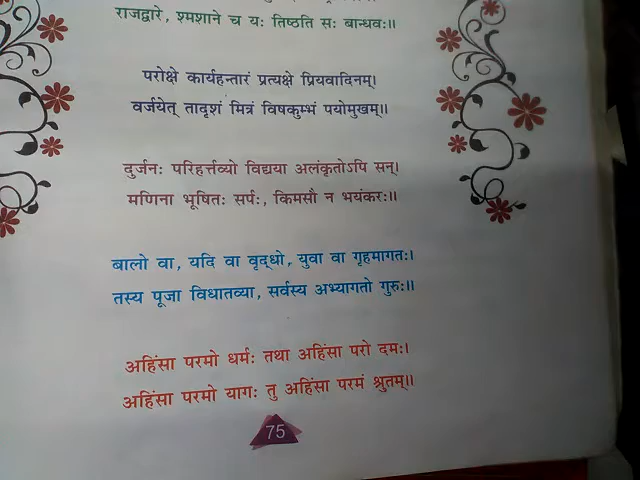 राजद्वारे, श्मशाने च यः तिष्ठति सः बान्धवः॥
परोक्षे कार्यहन्तारं प्रत्यक्षे प्रियवादिनम्।
वर्जयेत् तादृशं मित्रं विषकुम्भं पयोमुखम्॥
दुर्जनः परिहर्त्तव्यो विद्यया अलंकृतोऽपि सन्।
मणिना भूषितः सर्पः, किमसौ न भयंकरः॥
बालो वा, यदि वा वृद्धो, युवा वा गृहमागतः।
तस्य पूजा विधातव्या, सर्वस्य अभ्यागतो गुरुः॥
अहिंसा परमो धर्मः तथा अहिंसा परो दमः।
अहिंसा परमो यागः तु अहिंसा परमं श्रुतम्॥
75